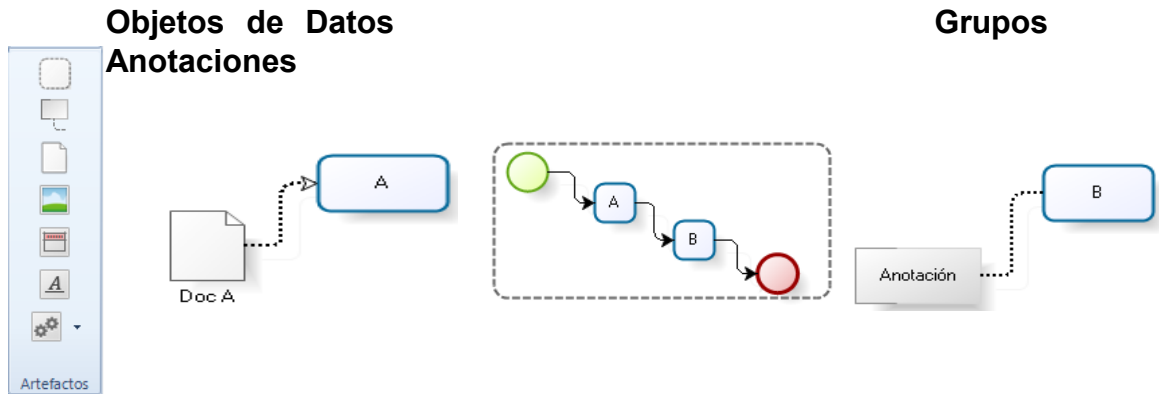 Objetos de Datos Grupos
Anotaciones
A
Doc A
A
B
B
Anotación
A
Artefactos